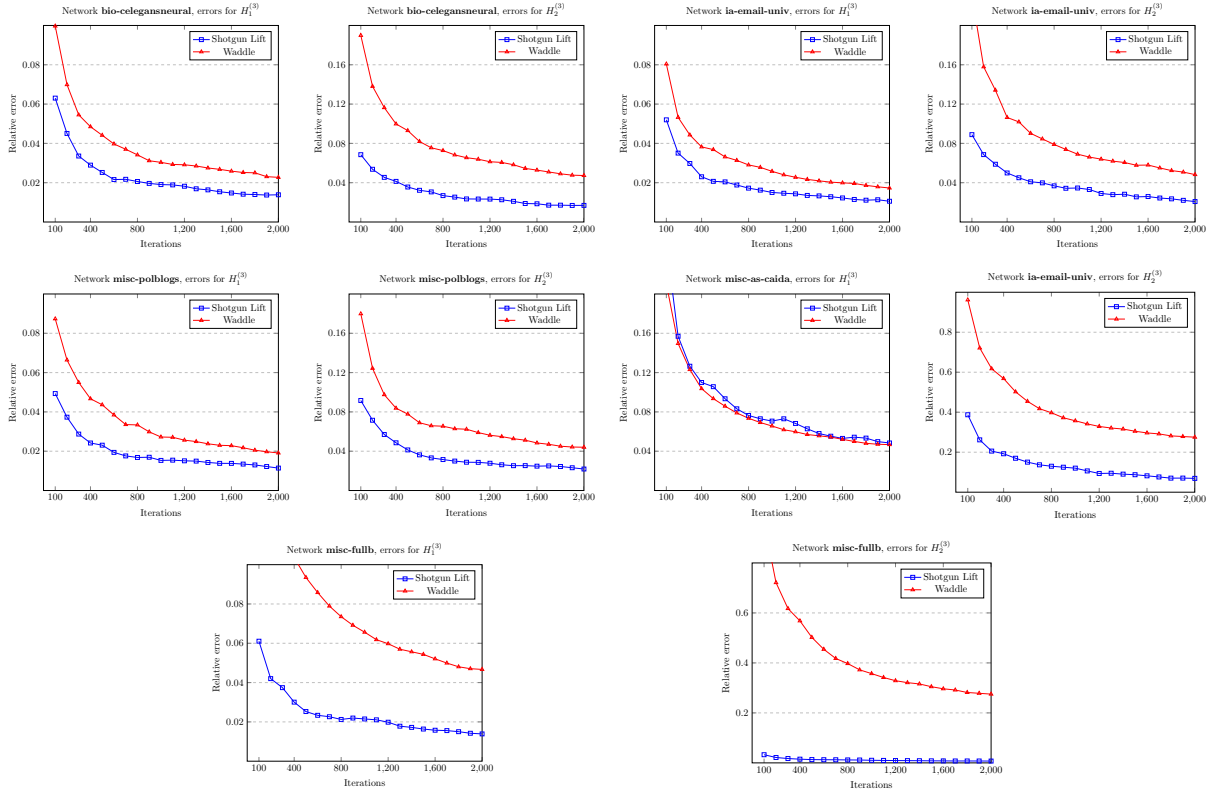 Network bio-celegansneural, errors for H₁⁽³⁾
Relative error
0.08
0.06
0.04
0.02
100 400 800 1,200 1,600 2,000
Iterations
Shotgun Lift
Waddle
Network bio-celegansneural, errors for H₂⁽³⁾
Relative error
0.16
0.12
0.08
0.04
100 400 800 1,200 1,600 2,000
Iterations
Shotgun Lift
Waddle
Network ia-email-univ, errors for H₁⁽³⁾
Relative error
0.08
0.06
0.04
0.02
100 400 800 1,200 1,600 2,000
Iterations
Shotgun Lift
Waddle
Network ia-email-univ, errors for H₂⁽³⁾
Relative error
0.16
0.12
0.08
0.04
100 400 800 1,200 1,600 2,000
Iterations
Shotgun Lift
Waddle
Network misc-polblogs, errors for H₁⁽³⁾
Relative error
0.08
0.06
0.04
0.02
100 400 800 1,200 1,600 2,000
Iterations
Shotgun Lift
Waddle
Network misc-polblogs, errors for H₂⁽³⁾
Relative error
0.16
0.12
0.08
0.04
100 400 800 1,200 1,600 2,000
Iterations
Shotgun Lift
Waddle
Network misc-as-caida, errors for H₁⁽³⁾
Relative error
0.16
0.12
0.08
0.04
100 400 800 1,200 1,600 2,000
Iterations
Shotgun Lift
Waddle
Network ia-email-univ, errors for H₂⁽³⁾
Relative error
0.8
0.6
0.4
0.2
100 400 800 1,200 1,600 2,000
Iterations
Shotgun Lift
Waddle
Network misc-fullb, errors for H₁⁽³⁾
Relative error
0.08
0.06
0.04
0.02
100 400 800 1,200 1,600 2,000
Iterations
Shotgun Lift
Waddle
Network misc-fullb, errors for H₂⁽³⁾
Relative error
0.6
0.4
0.2
100 400 800 1,200 1,600 2,000
Iterations
Shotgun Lift
Waddle